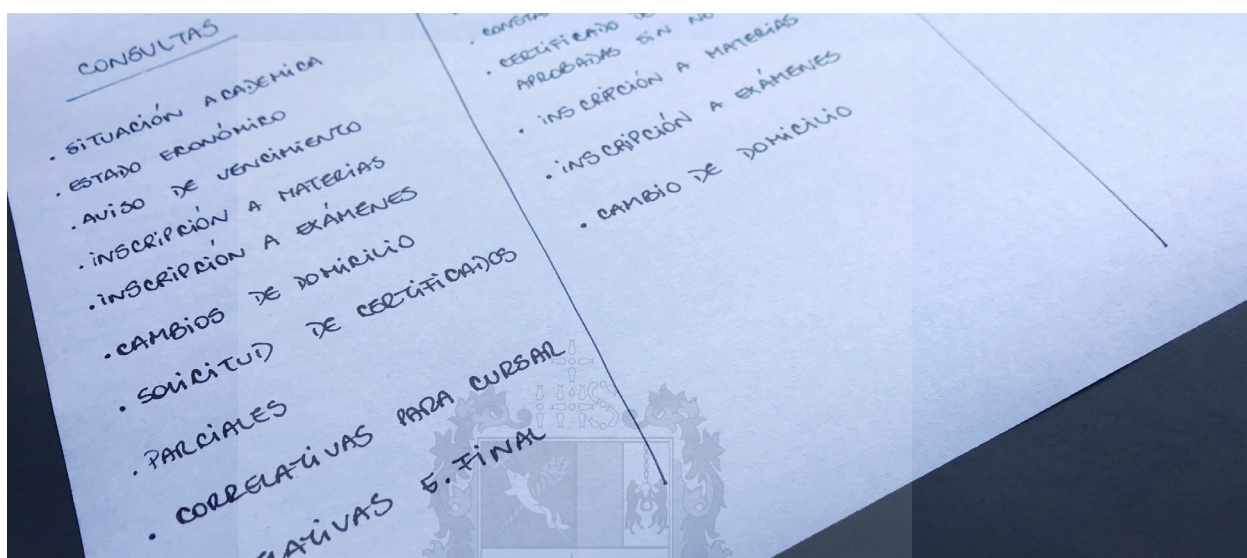 CONSULTAS
· SITUACIÓN ACADEMICA
· ESTADO ECONÓMICO
· AVISO DE VENCIMIENTO
· INSCRIPCIÓN A MATERIAS
· INSCRIPCIÓN A EXÁMENES
· CAMBIOS DE DOMICILIO
· SOLICITUD DE CERTIFICADOS
· PARCIALES
· CORRELATIVAS PARA CURSAR
E. FINAL
· CERTIFICADO DE
APROBADAS SIN
· INSCRIPCIÓN A MATERIAS
· INSCRIPCIÓN A EXÁMENES
· CAMBIO DE DOMICILIO